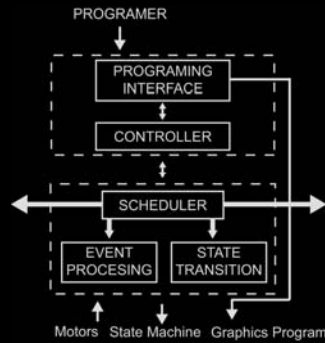 PROGRAMER
PROGRAMING
INTERFACE
CONTROLLER
SCHEDULER
EVENT
PROCESING
STATE
TRANSITION
Motors State Machine Graphics Program